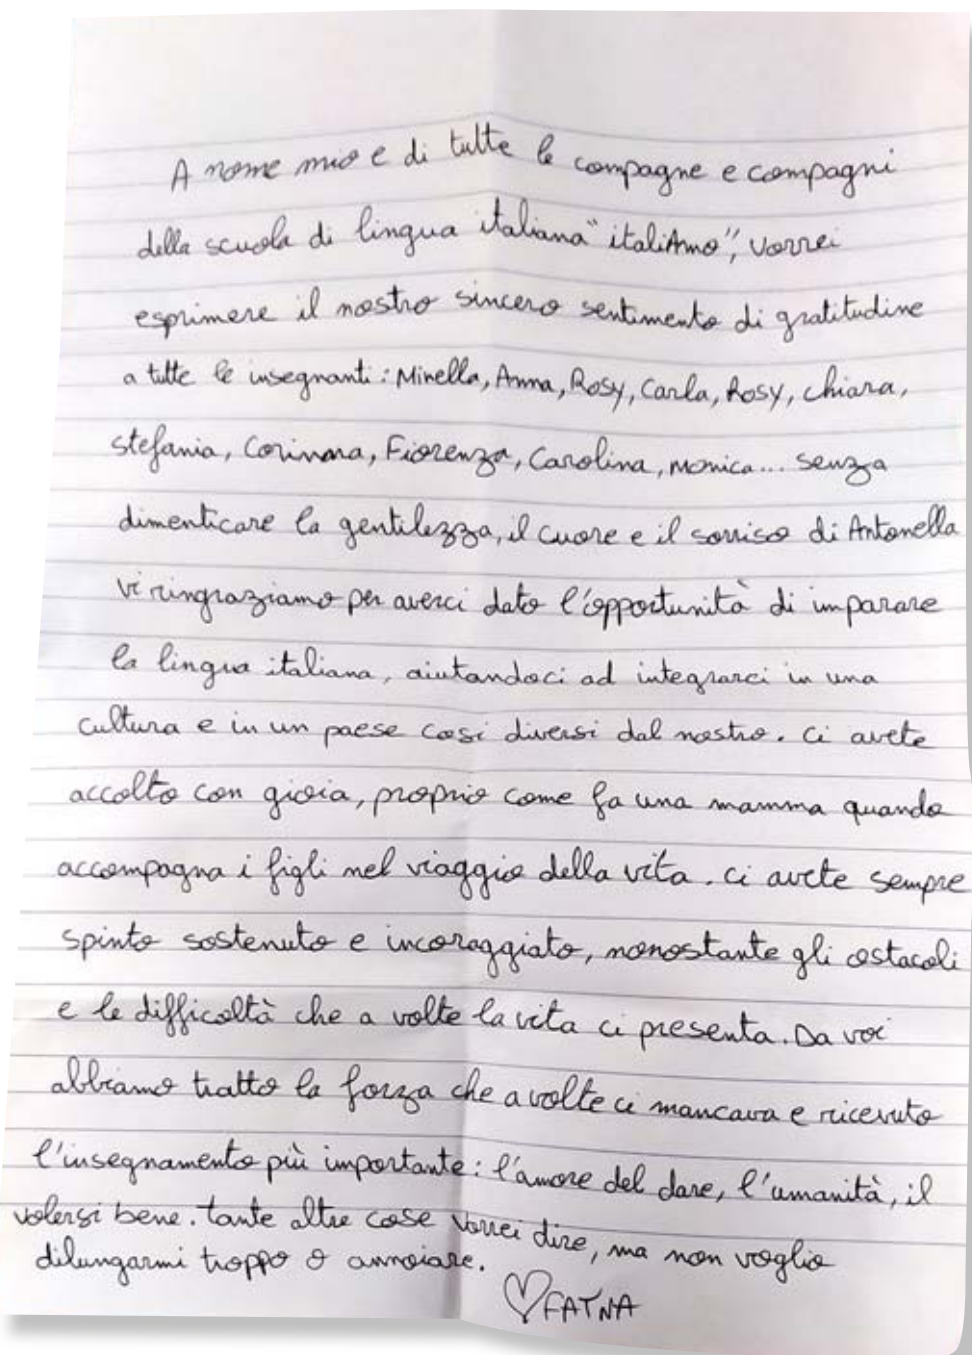 A nome mio e di tutte le compagne e compagni
della scuola di lingua italiana "italiAmo", vorrei
esprimere il nostro sincero sentimento di gratitudine
a tutte le insegnanti: Mirella, Anna, Rosy, Carla, Rosy, Chiara,
Stefania, Corinna, Fiorenza, Carolina, Monica... senza
dimenticare la gentilezza, il cuore e il sorriso di Antonella
vi ringraziamo per averci dato l'opportunità di imparare
la lingua italiana, aiutandoci ad integrarci in una
cultura e in un paese cosi diversi dal nostro. Ci avete
accolto con gioia, proprio come fa una mamma quando
accompagna i figli nel viaggio della vita. Ci avete sempre
spinto sostenuto e incoraggiato, nonostante gli ostacoli
e le difficoltà che a volte la vita ci presenta. Da voi
abbiamo tratto la forza che a volte ci mancava e ricevuto
l'insegnamento più importante: l'amore del dare, l'umanità, il
volersi bene. tante altre cose vorrei dire, ma non voglio
dilungarmi troppo o annoiare.
♡FATNA